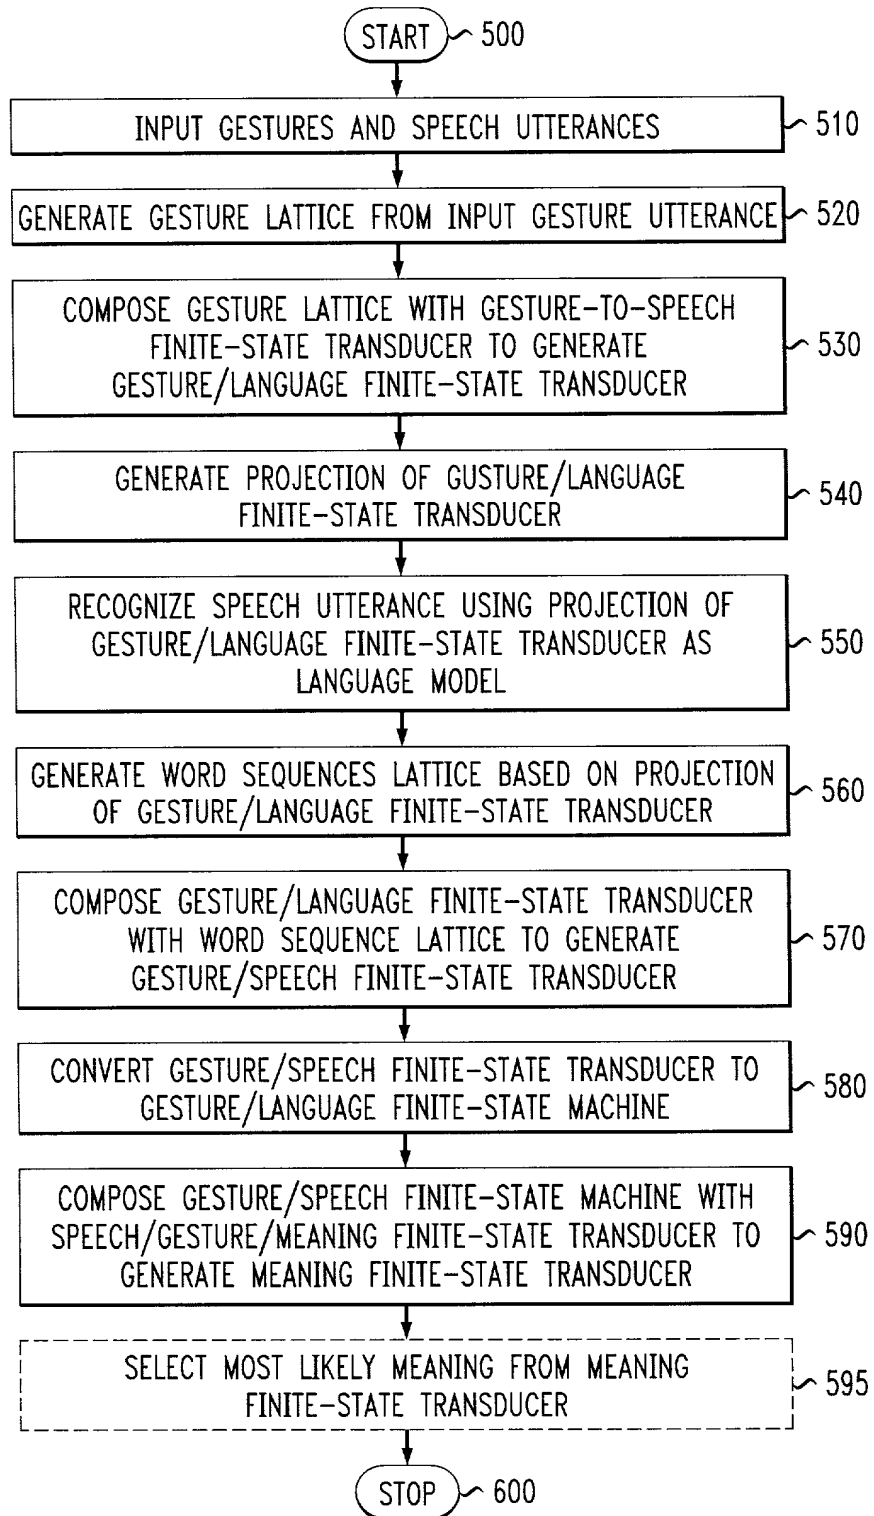 START 500
INPUT GESTURES AND SPEECH UTTERANCES 510
GENERATE GESTURE LATTICE FROM INPUT GESTURE UTTERANCE 520
COMPOSE GESTURE LATTICE WITH GESTURE-TO-SPEECH
FINITE-STATE TRANSDUCER TO GENERATE 530
GESTURE/LANGUAGE FINITE-STATE TRANSDUCER
GENERATE PROJECTION OF GUSTURE/LANGUAGE
FINITE-STATE TRANSDUCER 540
RECOGNIZE SPEECH UTTERANCE USING PROJECTION OF
GESTURE/LANGUAGE FINITE-STATE TRANSDUCER AS 550
LANGUAGE MODEL
GENERATE WORD SEQUENCES LATTICE BASED ON PROJECTION
OF GESTURE/LANGUAGE FINITE-STATE TRANSDUCER 560
COMPOSE GESTURE/LANGUAGE FINITE-STATE TRANSDUCER
WITH WORD SEQUENCE LATTICE TO GENERATE 570
GESTURE/SPEECH FINITE-STATE TRANSDUCER
CONVERT GESTURE/SPEECH FINITE-STATE TRANSDUCER TO
GESTURE/LANGUAGE FINITE-STATE MACHINE 580
COMPOSE GESTURE/SPEECH FINITE-STATE MACHINE WITH
SPEECH/GESTURE/MEANING FINITE-STATE TRANSDUCER TO 590
GENERATE MEANING FINITE-STATE TRANSDUCER
SELECT MOST LIKELY MEANING FROM MEANING
FINITE-STATE TRANSDUCER 595
STOP 600